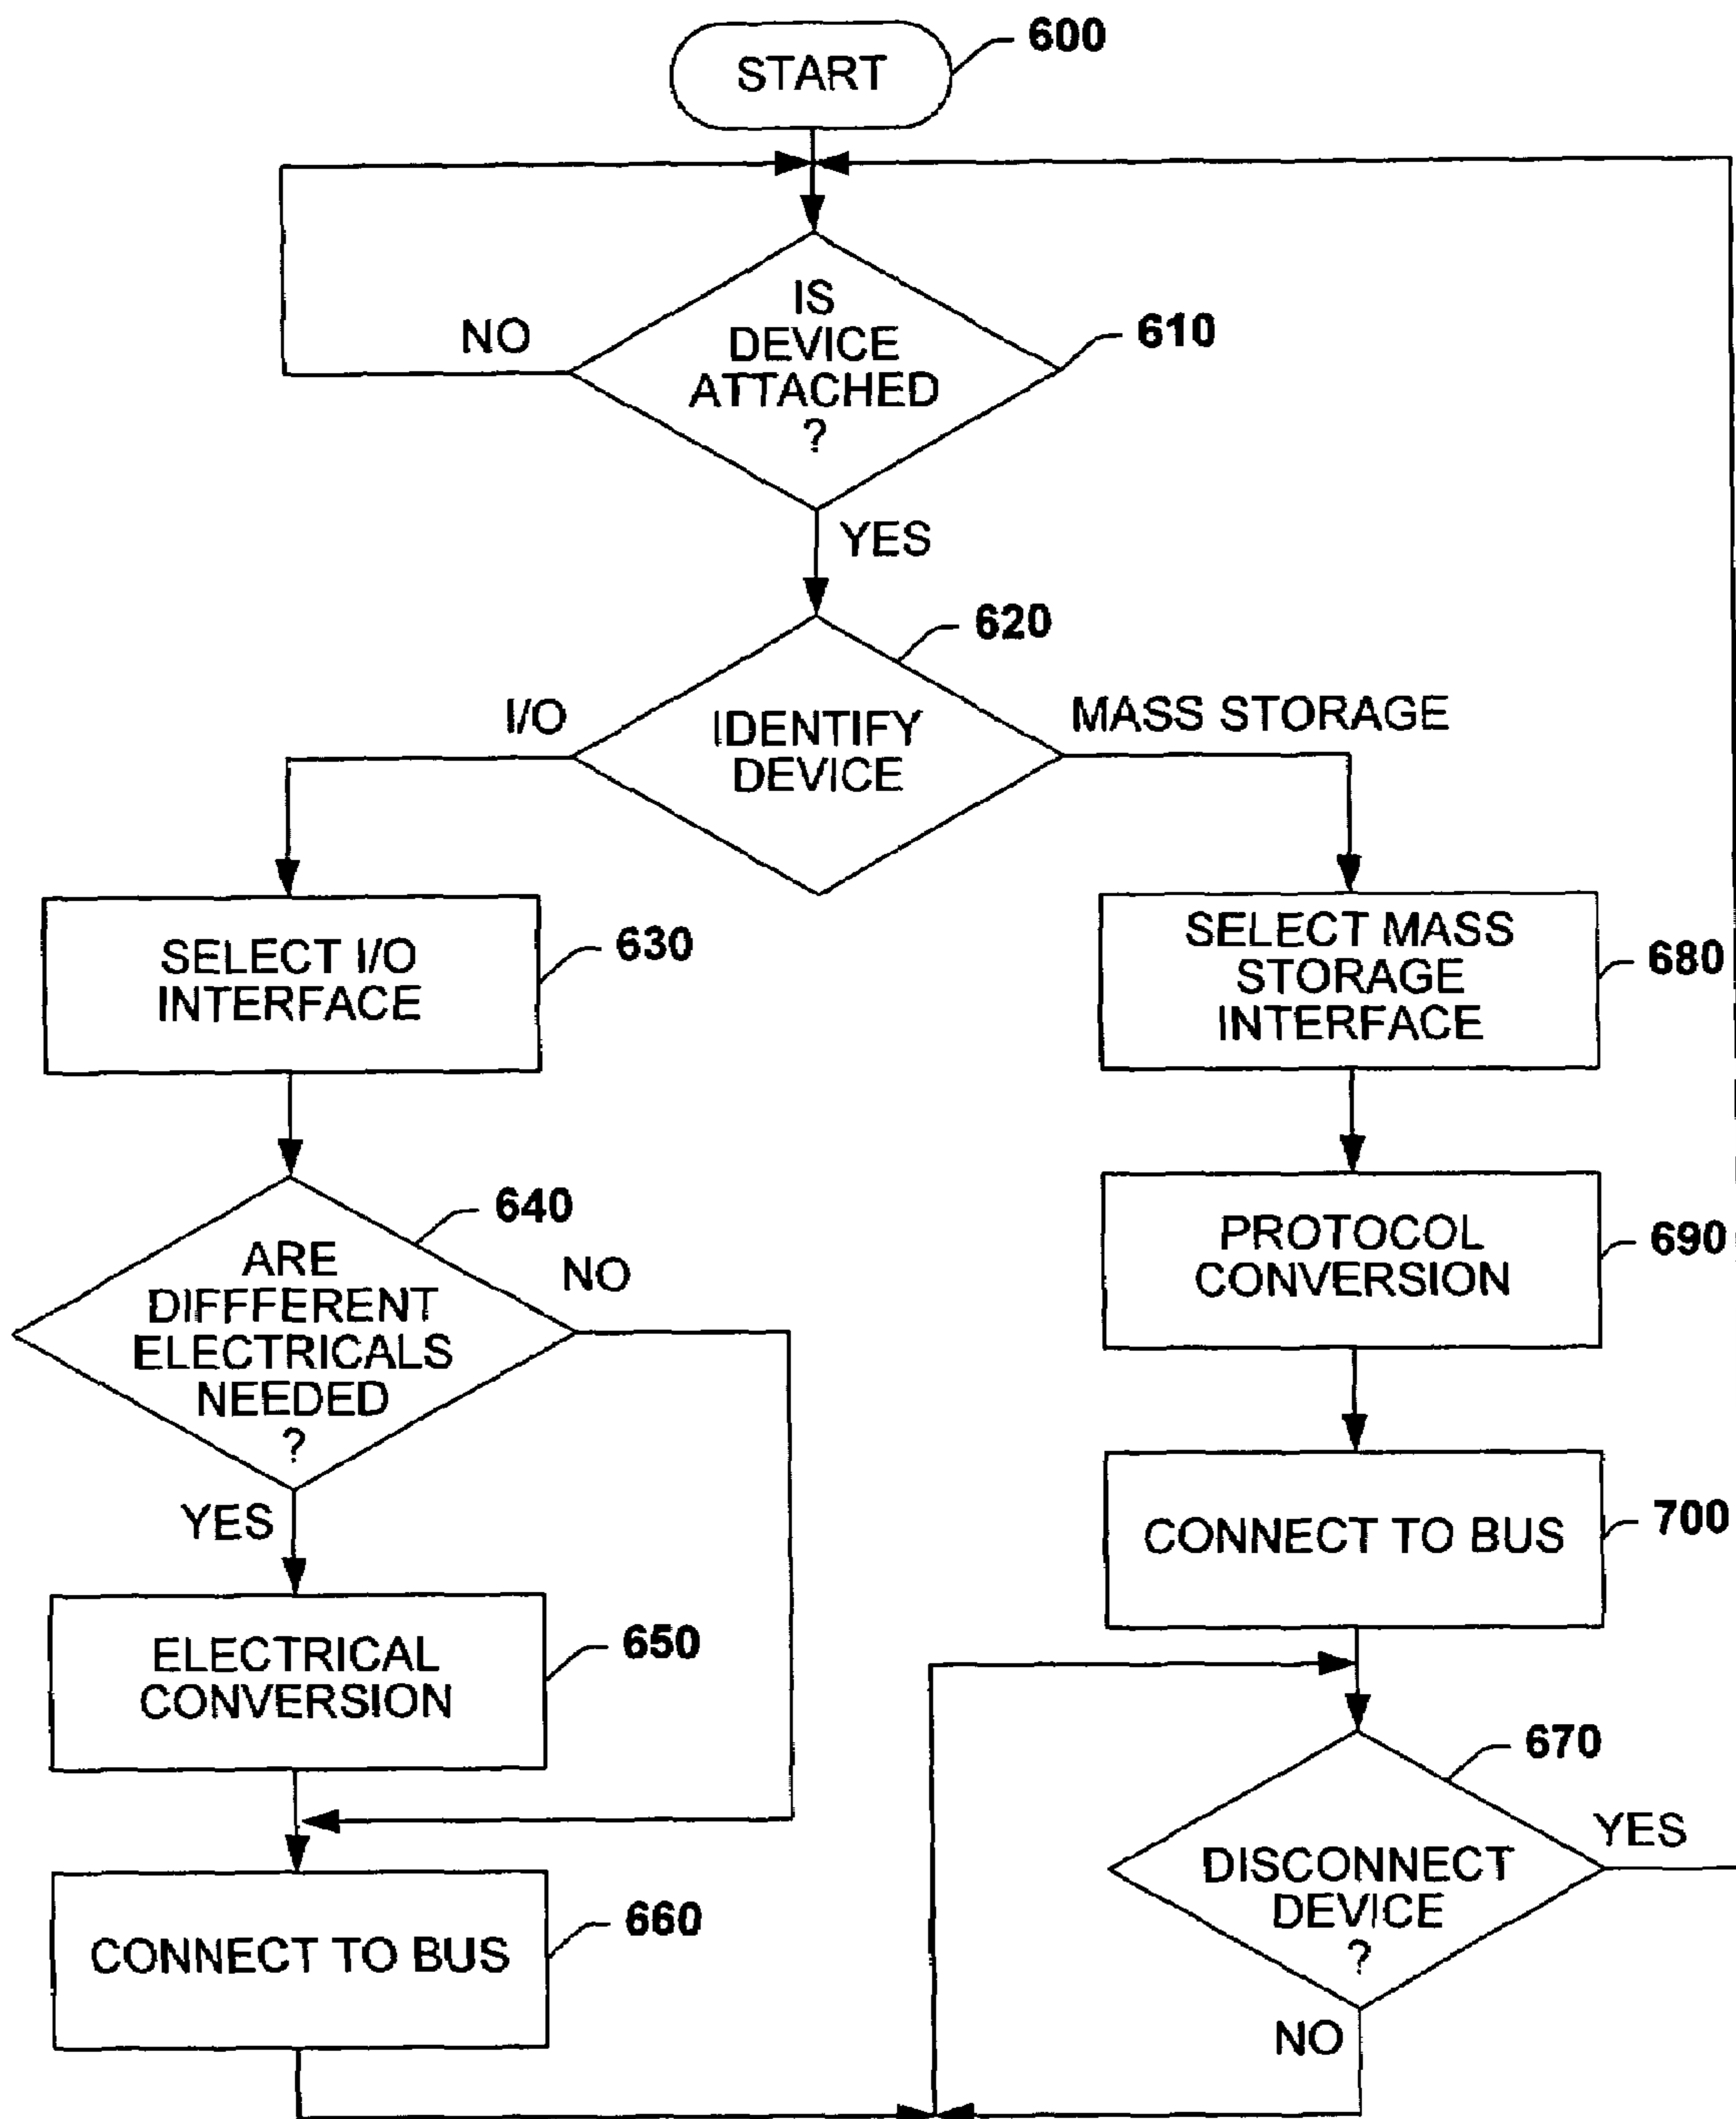 START
600
IS
DEVICE
ATTACHED
?
610
NO
YES
620
I/O
IDENTIFY
DEVICE
MASS STORAGE
SELECT I/O
INTERFACE
630
SELECT MASS
STORAGE
INTERFACE
680
640
ARE
DIFFFERENT
ELECTRICALS
NEEDED
?
NO
YES
PROTOCOL
CONVERSION
690
CONNECT TO BUS
700
ELECTRICAL
CONVERSION
650
670
DISCONNECT
DEVICE
?
YES
NO
CONNECT TO BUS
660